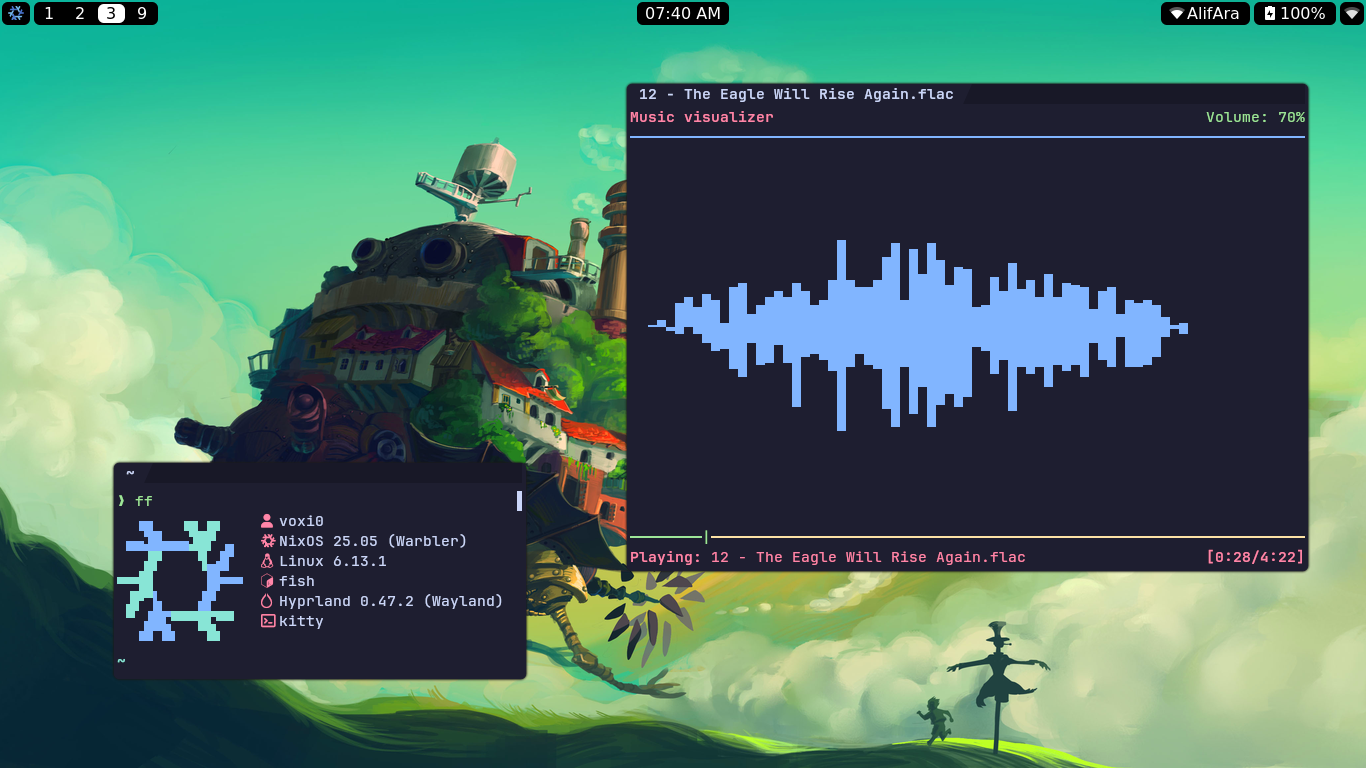 1 2 3 9
07:40 AM
AlifAra
100%
12 - The Eagle Will Rise Again.flac
Music visualizer
Volume: 70%
Playing: 12 - The Eagle Will Rise Again.flac
[0:28/4:22]
~
❩ ff
voxi0
NixOS 25.05 (Warbler)
Linux 6.13.1
fish
Hyprland 0.47.2 (Wayland)
kitty
~